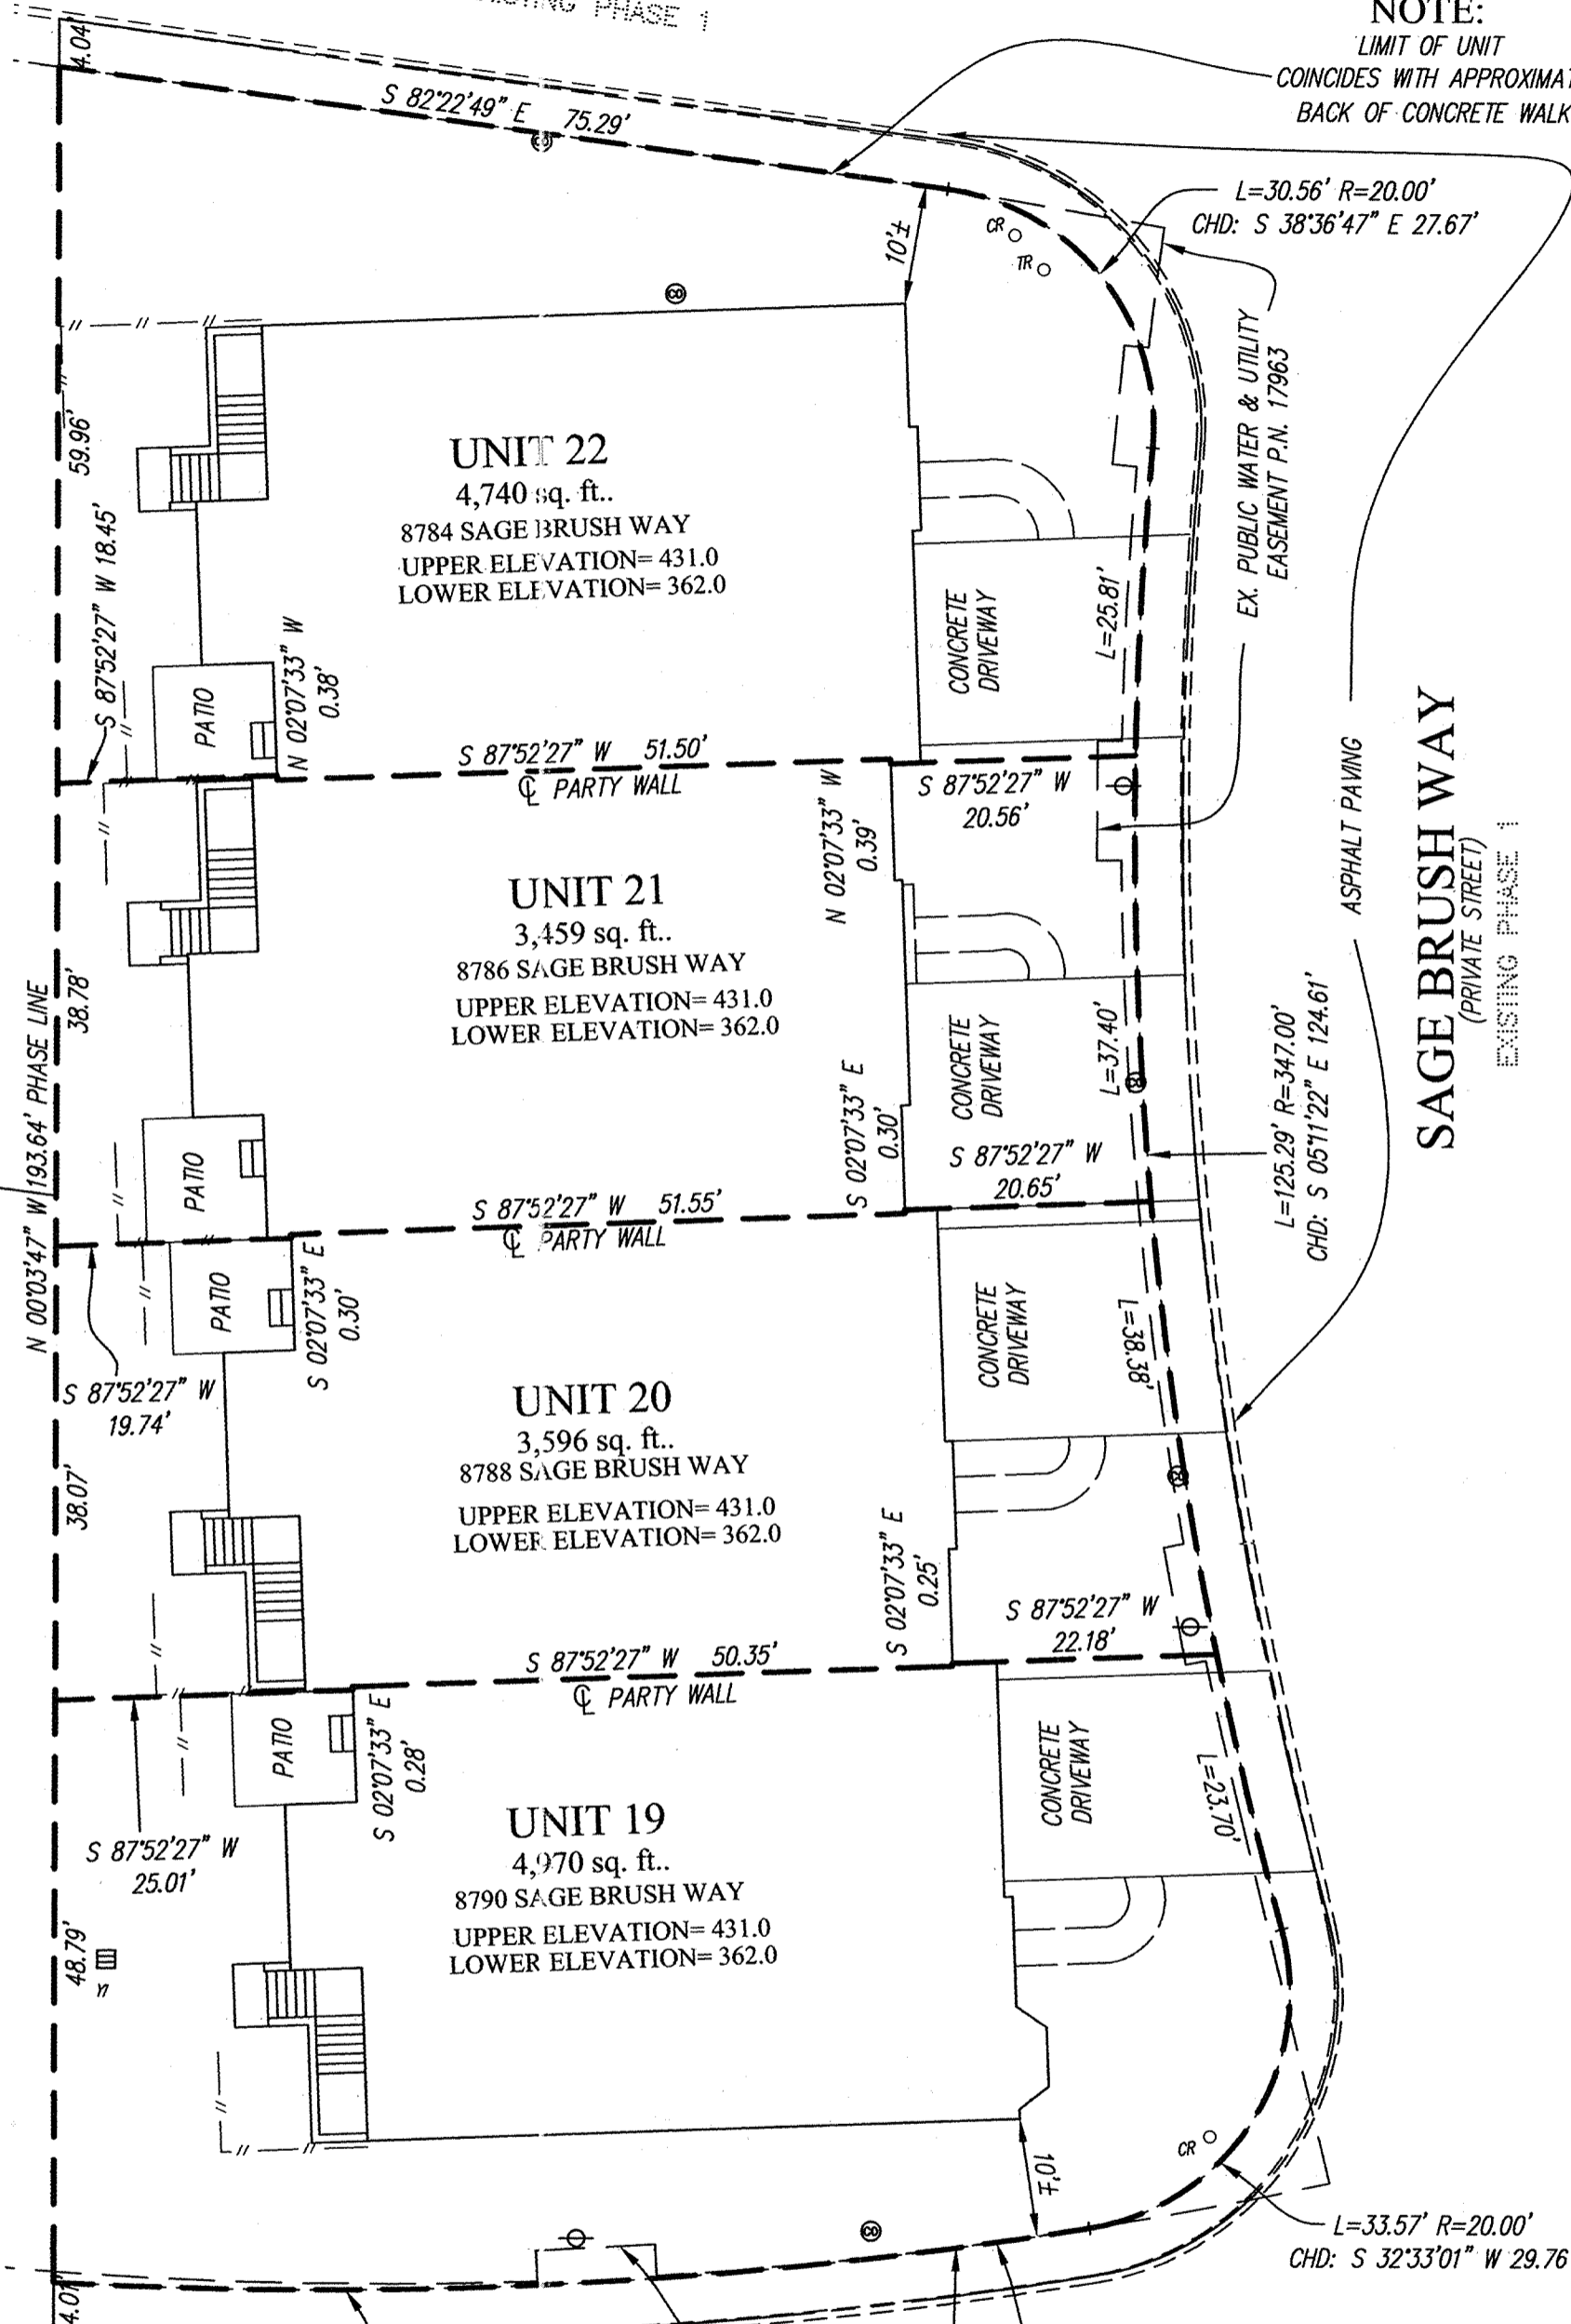 EXISTING PHASE 1
NOTE:
LIMIT OF UNIT
COINCIDES WITH
BACK OF CONCRETE WALK
4.04'
S 82°22'49" E 75.29'
L=30.56' R=20.00'
CHD: S 38°36'47" E 27.67'
10'±
CR
TR
CO
CO
EX. PUBLIC WATER & UTILITY
EASEMENT P.N. 17963
59.96'
UNIT 22
4,740 sq. ft..
8784 SAGE BRUSH WAY
UPPER ELEVATION= 431.0
LOWER ELEVATION= 362.0
S 87°52'27" W 18.45'
PATIO
N 02°07'33" W
0.38'
CONCRETE
DRIVEWAY
L=25.81'
S 87°52'27" W 51.50'
℄ PARTY WALL
S 87°52'27" W
20.56'
N 02°07'33" W
0.39'
ASPHALT PAVING
SAGE BRUSH WAY
(PRIVATE STREET)
EXISTING PHASE 1
UNIT 21
3,459 sq. ft..
8786 SAGE BRUSH WAY
UPPER ELEVATION= 431.0
LOWER ELEVATION= 362.0
38.78'
N 00°03'47" W 193.64' PHASE LINE
CONCRETE
DRIVEWAY
L=37.40'
L=125.29' R=347.00'
CHD: S 05°11'22" E 124.61'
S 02°07'33" E
0.30'
S 87°52'27" W
20.65'
PATIO
S 87°52'27" W 51.55'
℄ PARTY WALL
PATIO
S 02°07'33" E
0.30'
S 87°52'27" W
19.74'
CONCRETE
DRIVEWAY
L=38.38'
UNIT 20
3,596 sq. ft..
8788 SAGE BRUSH WAY
UPPER ELEVATION= 431.0
LOWER ELEVATION= 362.0
38.07'
S 02°07'33" E
0.25'
S 87°52'27" W
22.18'
S 87°52'27" W 50.35'
℄ PARTY WALL
PATIO
S 02°07'33" E
0.28'
S 87°52'27" W
25.01'
CONCRETE
DRIVEWAY
L=23.70'
UNIT 19
4,970 sq. ft..
8790 SAGE BRUSH WAY
UPPER ELEVATION= 431.0
LOWER ELEVATION= 362.0
48.79'
YI
10'±
CR
CO
L=33.57' R=20.00'
CHD: S 32°33'01" W 29.76
4.07'